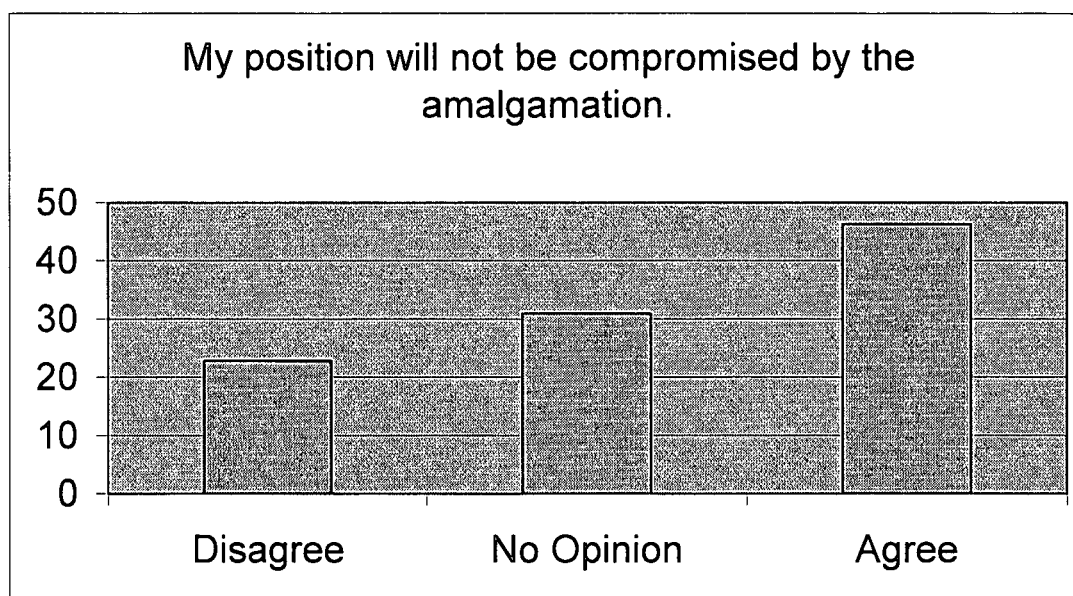 My position will not be compromised by the
amalgamation.
50
40
30
20
10
0
Disagree No Opinion Agree